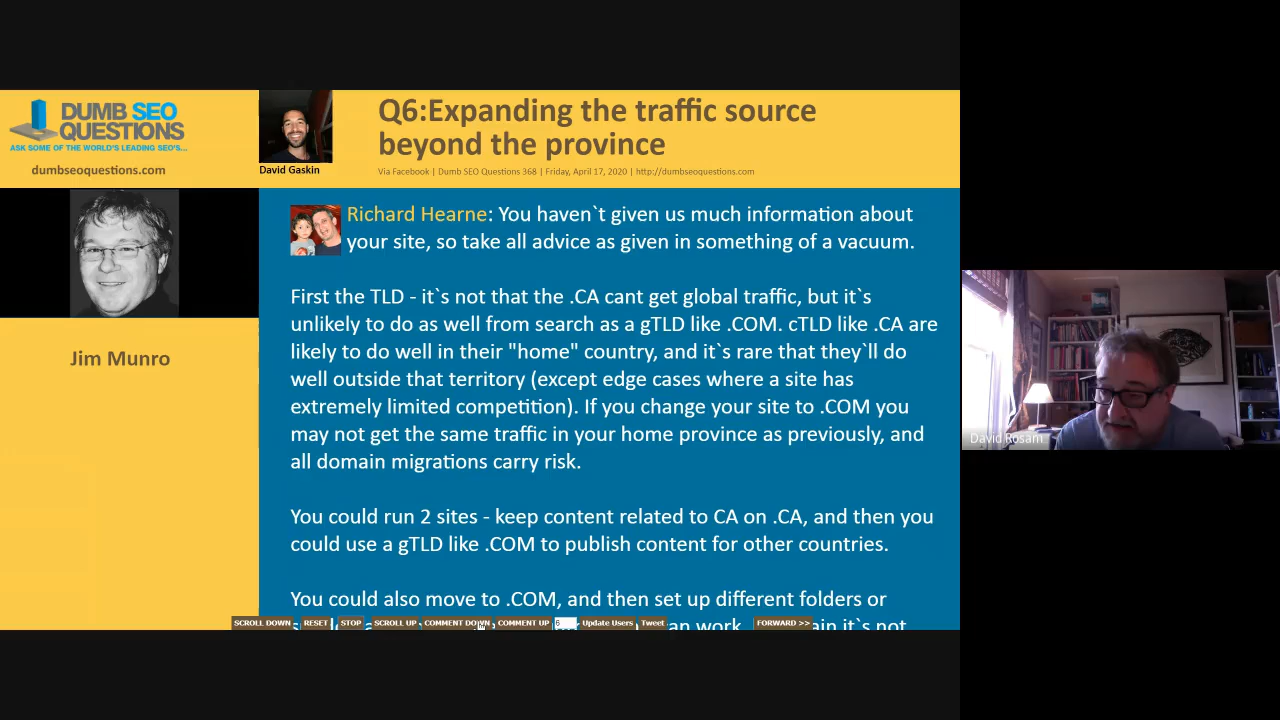 DUMB SEO
QUESTIONS
ASK SOME OF THE WORLD'S LEADING SEO'S...
dumbseoquestions.com
David Gaskin
Q6:Expanding the traffic source
beyond the province
Via Facebook | Dumb SEO Questions 368 | Friday, April 17, 2020 | http://dumbseoquestions.com
Jim Munro
Richard Hearne: You haven`t given us much information about
your site, so take all advice as given in something of a vacuum.
First the TLD - it`s not that the .CA cant get global traffic, but it`s
unlikely to do as well from search as a gTLD like .COM. cTLD like .CA are
likely to do well in their "home" country, and it`s rare that they`ll do
well outside that territory (except edge cases where a site has
extremely limited competition). If you change your site to .COM you
may not get the same traffic in your home province as previously, and
all domain migrations carry risk.
You could run 2 sites - keep content related to CA on .CA, and then you
could use a gTLD like .COM to publish content for other countries.
You could also move to .COM, and then set up different folders or
an work. ain it`s not
SCROLL DOWN RESET STOP SCROLL UP COMMENT DOWN COMMENT UP 6 Update Users Tweet FORWARD >>
David Rosam